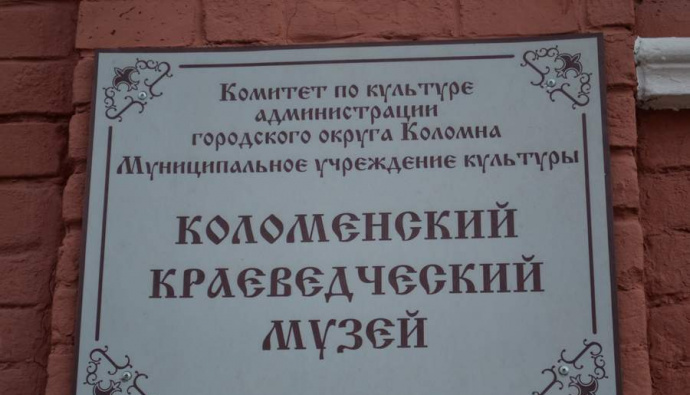 Комитет по культуре
администрации
городского округа Коломна
Муниципальное учреждение культуры
КОЛОМЕНСКИЙ
КРАЕВЕДЧЕСКИЙ
МУЗЕЙ